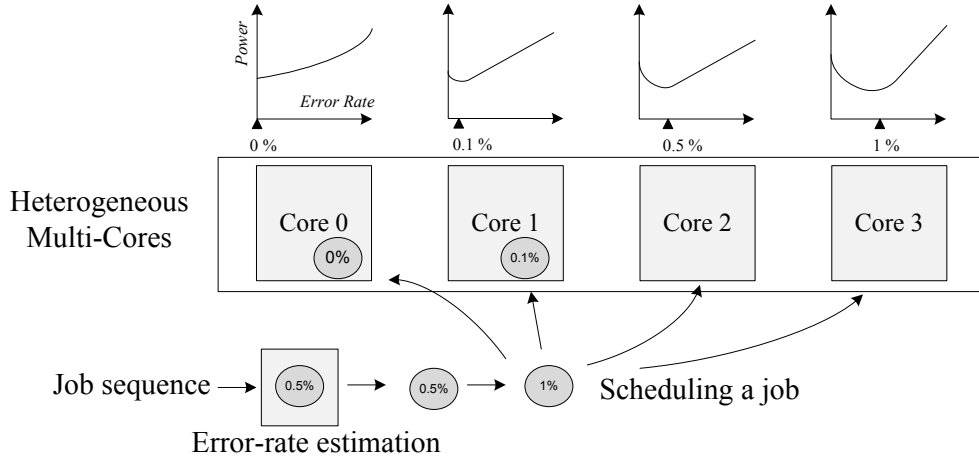 Power
Error Rate
0 %
0.1 %
0.5 %
1 %
Heterogeneous
Multi-Cores
Core 0
0%
Core 1
0.1%
Core 2
Core 3
Job sequence
0.5%
0.5%
1%
Scheduling a job
Error-rate estimation